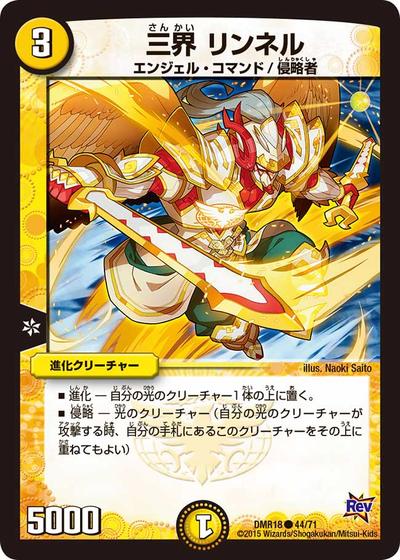 3
さんかい
三界 リンネル
しんりゃくしゃ
エンジェル・コマンド / 侵略者
進化クリーチャー
illus. Naoki Saito
■ 進化 ― 自分の光のクリーチャー1体の上に置く。
■ 侵略 ― 光のクリーチャー（自分の光のクリーチャーが
攻撃する時、自分の手札にあるこのクリーチャーをその上に
重ねてもよい）
5000
1
DMR18 ● 44/71
©2015 Wizards/Shogakukan/Mitsui-Kids
Rev